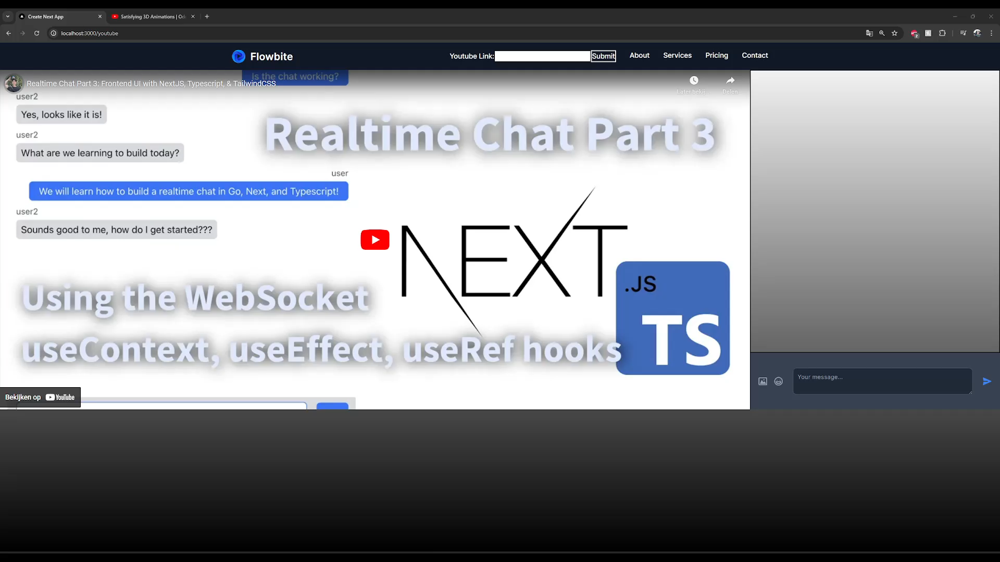 Create Next App
Satisfying 3D Animations | Od
localhost:3000/youtube
2
Flowbite
Youtube Link:
Submit
About
Services
Pricing
Contact
Is the chat working?
Realtime Chat Part 3: Frontend UI with NextJS, Typescript, & TailwindCSS
Later bekij...
Delen
user2
Yes, looks like it is!
user2
What are we learning to build today?
user
We will learn how to build a realtime chat in Go, Next, and Typescript!
user2
Sounds good to me, how do I get started???
Realtime Chat Part 3
NEXT
.JS
TS
Using the WebSocket
useContext, useEffect, useRef hooks
Your message...
Bekijken op YouTube